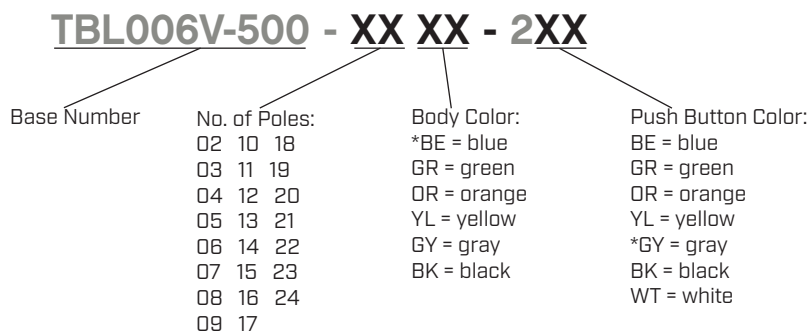 TBL006V-500 - XX XX - 2XX
Base Number
No. of Poles:
02 10 18
03 11 19
04 12 20
05 13 21
06 14 22
07 15 23
08 16 24
09 17
Body Color:
*BE = blue
GR = green
OR = orange
YL = yellow
GY = gray
BK = black
Push Button Color:
BE = blue
GR = green
OR = orange
YL = yellow
*GY = gray
BK = black
WT = white